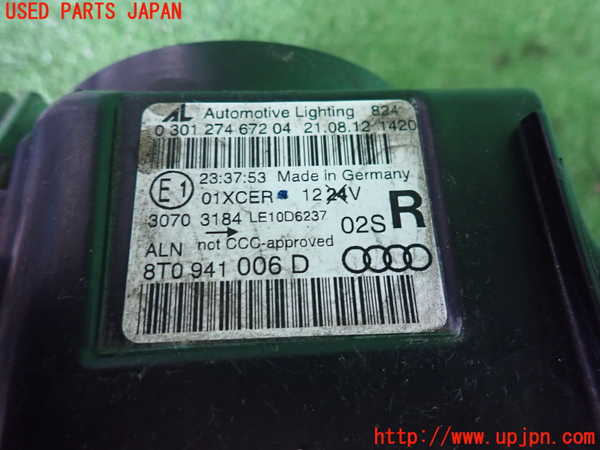 USED PARTS JAPAN
AL Automotive Lighting 824
0 301 274 672 04 21.08.12 1420
23:37:53 Made in Germany
E1 01XCER 12 24V
3070 3184 LE10D6237 02S R
→
ALN not CCC-approved
8T0 941 006 D
http://www.upjpn.com/